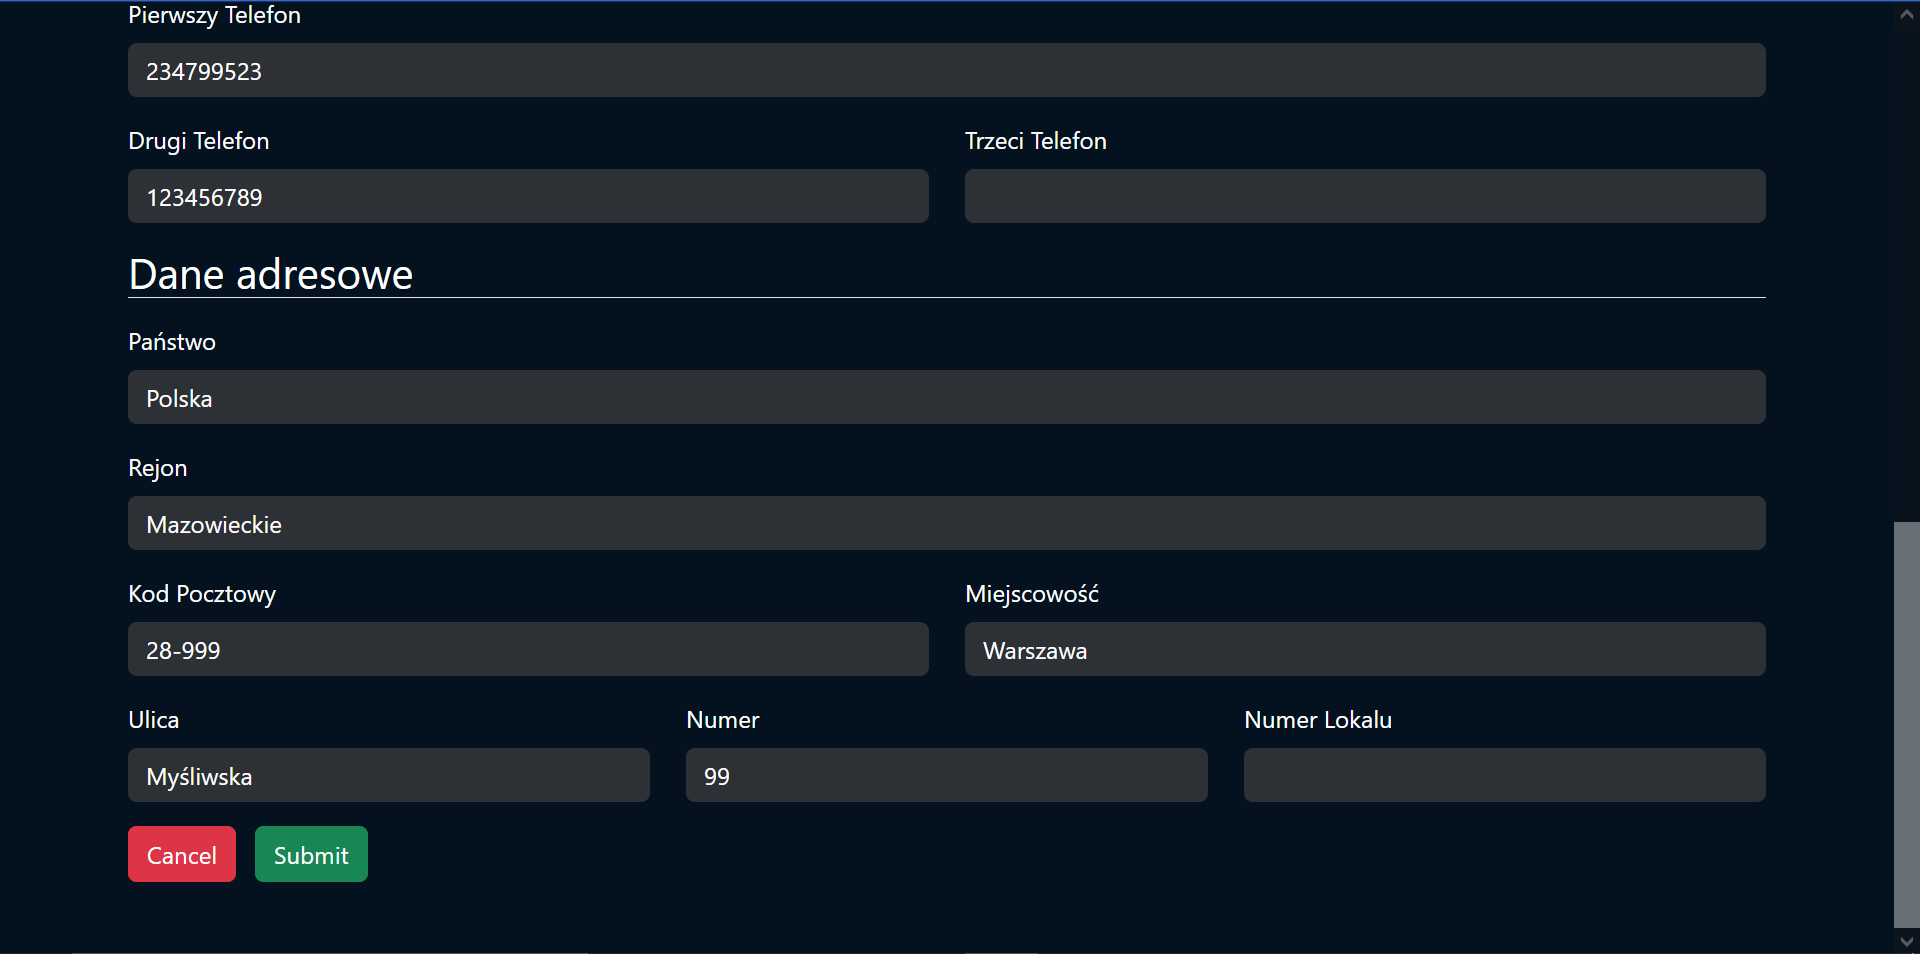 Pierwszy Telefon
234799523
Drugi Telefon Trzeci Telefon
123456789
Dane adresowe
Państwo
Polska
Rejon
Mazowieckie
Kod Pocztowy Miejscowość
28-999 Warszawa
Ulica Numer Numer Lokalu
Myśliwska 99
Cancel Submit